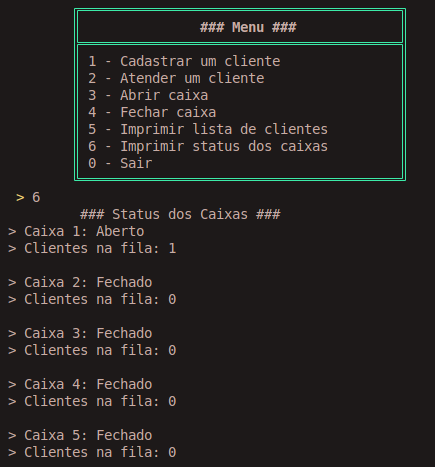 ### Menu ###
1 - Cadastrar um cliente
2 - Atender um cliente
3 - Abrir caixa
4 - Fechar caixa
5 - Imprimir lista de clientes
6 - Imprimir status dos caixas
0 - Sair
> 6
### Status dos Caixas ###
> Caixa 1: Aberto
> Clientes na fila: 1
> Caixa 2: Fechado
> Clientes na fila: 0
> Caixa 3: Fechado
> Clientes na fila: 0
> Caixa 4: Fechado
> Clientes na fila: 0
> Caixa 5: Fechado
> Clientes na fila: 0